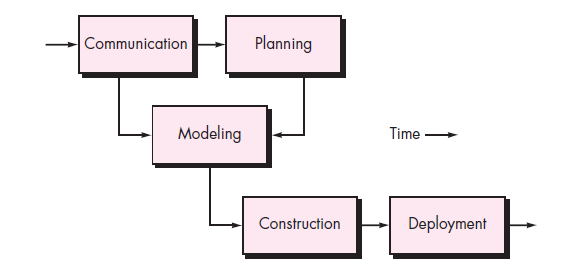 Communication
Planning
Modeling
Time
Construction
Deployment